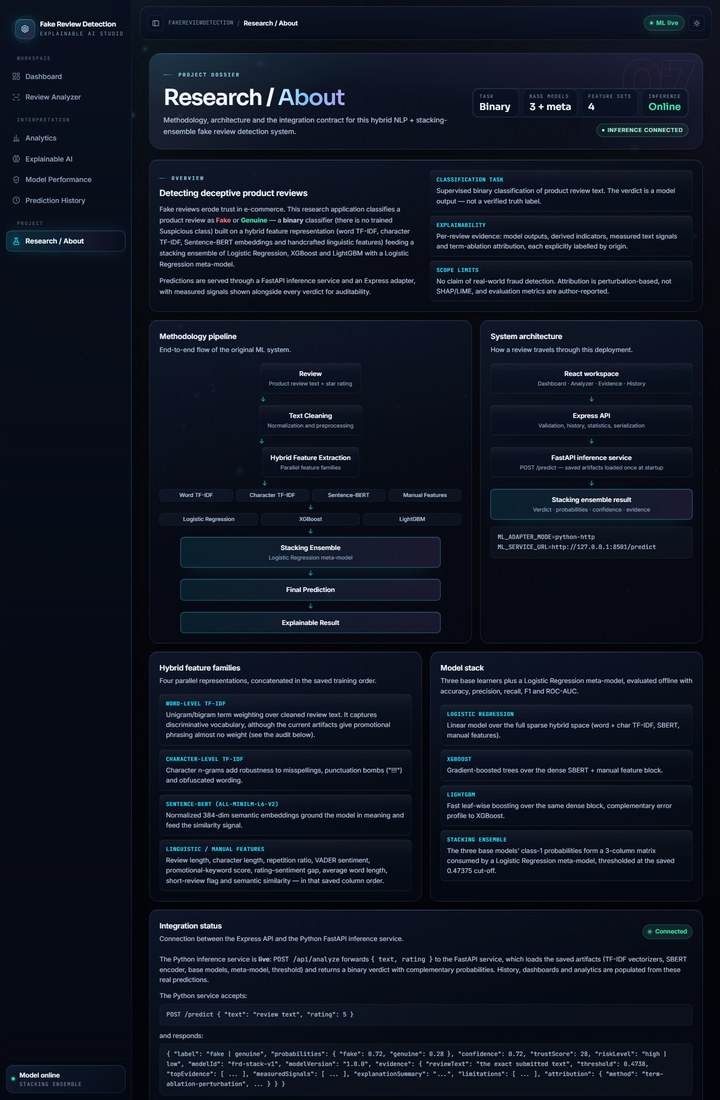 Fake Review Detection
EXPLAINABLE AI STUDIO
WORKSPACE
Dashboard
Review Analyzer
INTERPRETATION
Analytics
Explainable AI
Model Performance
Prediction History
PROJECT
Research / About
Model online
STACKING ENSEMBLE
FAKEREVIEWDETECTION / Research / About
ML live
PROJECT DOSSIER
07
Research / About
Methodology, architecture and the integration contract for this hybrid NLP + stacking-
ensemble fake review detection system.
TASK
Binary
BASE MODELS
3 + meta
FEATURE SETS
4
INFERENCE
Online
INFERENCE CONNECTED
OVERVIEW
Detecting deceptive product reviews
Fake reviews erode trust in e-commerce. This research application classifies a
product review as Fake or Genuine — a binary classifier (there is no trained
Suspicious class) built on a hybrid feature representation (word TF-IDF, character
TF-IDF, Sentence-BERT embeddings and handcrafted linguistic features) feeding a
stacking ensemble of Logistic Regression, XGBoost and LightGBM with a Logistic
Regression meta-model.
Predictions are served through a FastAPI inference service and an Express adapter,
with measured signals shown alongside every verdict for auditability.
CLASSIFICATION TASK
Supervised binary classification of product review text. The verdict is a model
output — not a verified truth label.
EXPLAINABILITY
Per-review evidence: model outputs, derived indicators, measured text signals
and term-ablation attribution, each explicitly labelled by origin.
SCOPE LIMITS
No claim of real-world fraud detection. Attribution is perturbation-based, not
SHAP/LIME, and evaluation metrics are author-reported.
Methodology pipeline
End-to-end flow of the original ML system.
Review
Product review text + star rating
↓
Text Cleaning
Normalization and preprocessing
↓
Hybrid Feature Extraction
Parallel feature families
↓
Word TF-IDF Character TF-IDF Sentence-BERT Manual Features
↓
Logistic Regression XGBoost LightGBM
↓
Stacking Ensemble
Logistic Regression meta-model
↓
Final Prediction
↓
Explainable Result
System architecture
How a review travels through this deployment.
React workspace
Dashboard · Analyzer · Evidence · History
↓
Express API
Validation, history, statistics, serialization
↓
FastAPI inference service
POST /predict — saved artifacts loaded once at startup
↓
Stacking ensemble result
Verdict · probabilities · confidence · evidence
ML_ADAPTER_MODE=python-http
ML_SERVICE_URL=http://127.0.0.1:8501/predict
Hybrid feature families
Four parallel representations, concatenated in the saved training order.
WORD-LEVEL TF-IDF
Unigram/bigram term weighting over cleaned review text. It captures
discriminative vocabulary, although the current artifacts give promotional
phrasing almost no weight (see the audit below).
CHARACTER-LEVEL TF-IDF
Character n-grams add robustness to misspellings, punctuation bombs ("!!!")
and obfuscated wording.
SENTENCE-BERT (ALL-MINILM-L6-V2)
Normalized 384-dim semantic embeddings ground the model in meaning and
feed the similarity signal.
LINGUISTIC / MANUAL FEATURES
Review length, character length, repetition ratio, VADER sentiment,
promotional-keyword score, rating–sentiment gap, average word length,
short-review flag and semantic similarity — in that saved column order.
Model stack
Three base learners plus a Logistic Regression meta-model, evaluated offline with
accuracy, precision, recall, F1 and ROC-AUC.
LOGISTIC REGRESSION
Linear model over the full sparse hybrid space (word + char TF-IDF, SBERT,
manual features).
XGBOOST
Gradient-boosted trees over the dense SBERT + manual feature block.
LIGHTGBM
Fast leaf-wise boosting over the same dense block, complementary error
profile to XGBoost.
STACKING ENSEMBLE
The three base models' class-1 probabilities form a 3-column matrix
consumed by a Logistic Regression meta-model, thresholded at the saved
0.47375 cut-off.
Integration status
Connection between the Express API and the Python FastAPI inference service.
Connected
The Python inference service is live: POST /api/analyze forwards { text, rating } to the FastAPI service, which loads the saved artifacts (TF-IDF vectorizers, SBERT
encoder, base models, meta-model, threshold) and returns a binary verdict with complementary probabilities. History, dashboards and analytics are populated from these
real predictions.
The Python service accepts:
POST /predict { "text": "review text", "rating": 5 }
and responds:
{ "label": "fake | genuine", "probabilities": { "fake": 0.72, "genuine": 0.28 }, "confidence": 0.72, "trustScore": 28, "riskLevel": "high |
low", "modelId": "frd-stack-v1", "modelVersion": "1.0.0", "evidence": { "reviewText": "the exact submitted text", "threshold": 0.4738,
"topEvidence": [ ... ], "measuredSignals": [ ... ], "explanationSummary": "...", "limitations": [ ... ], "attribution": { "method": "term-
ablation-perturbation", ... } } }